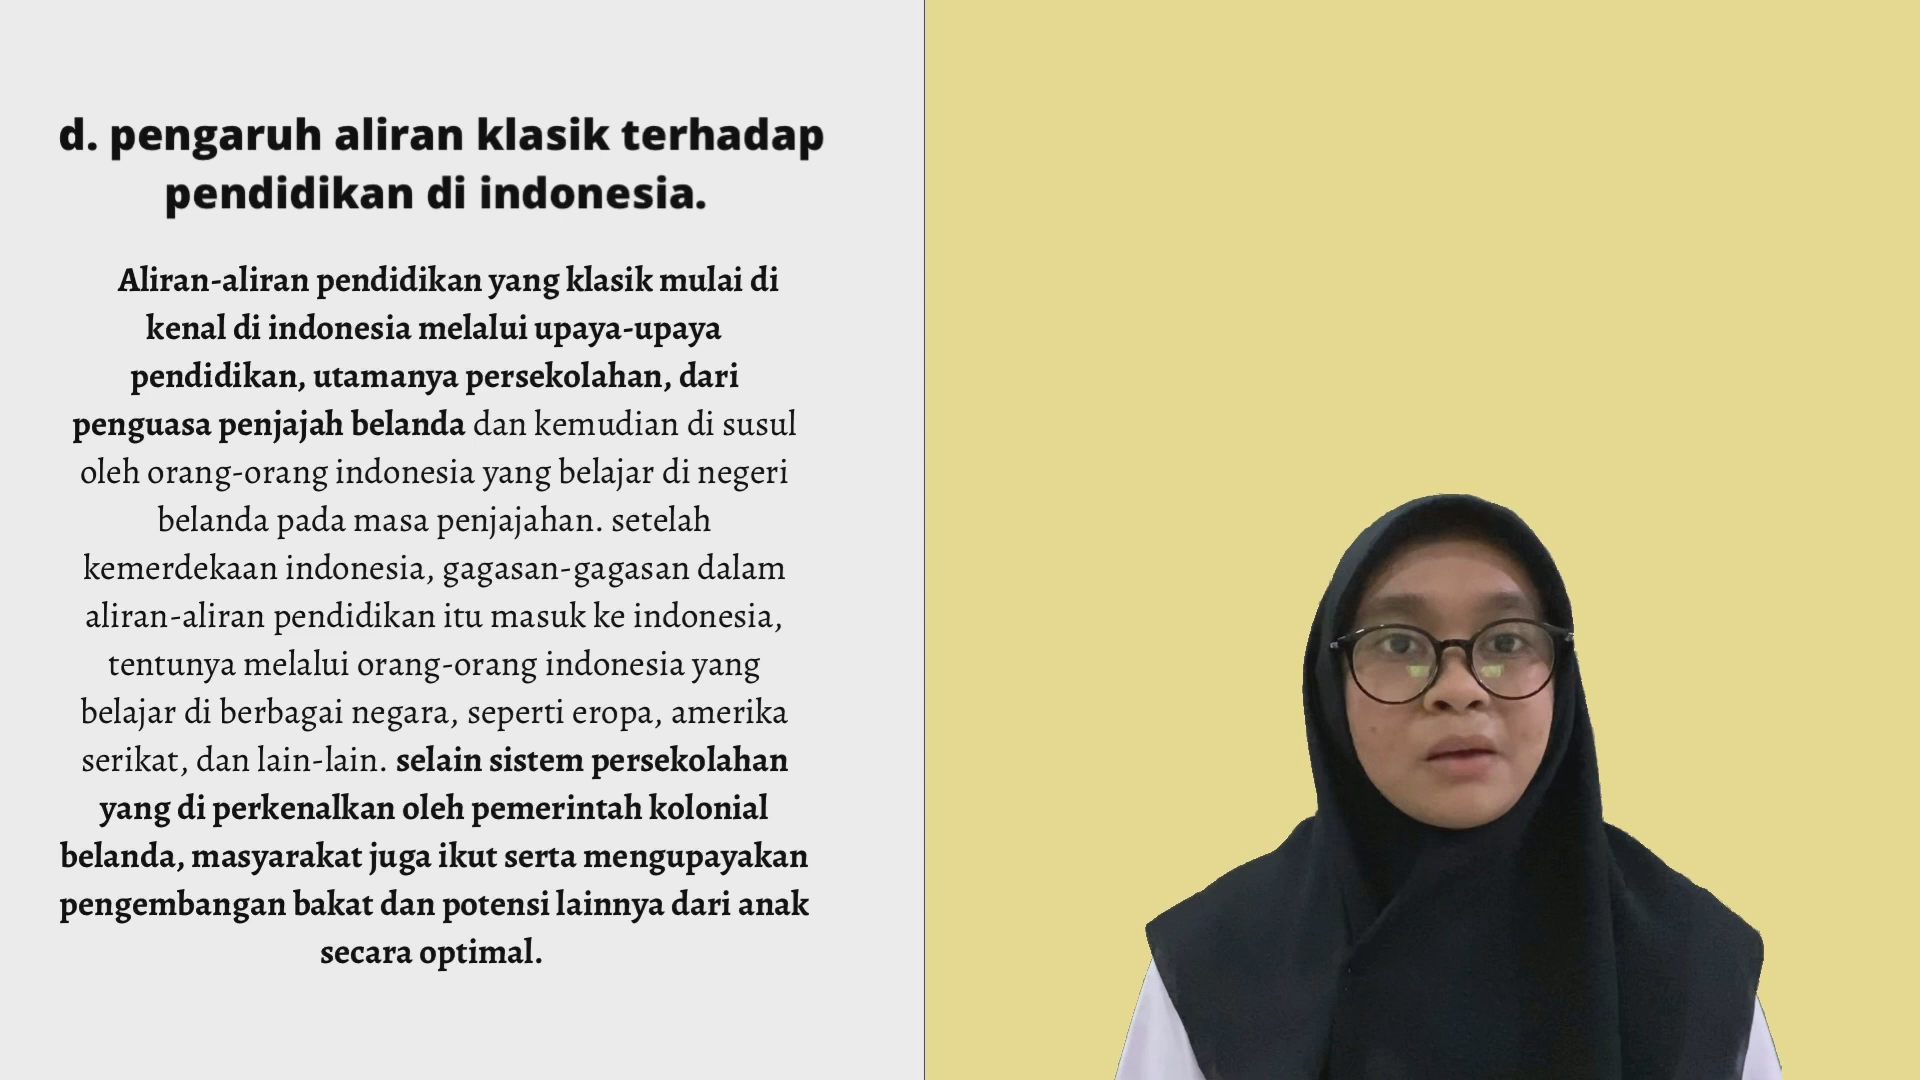 d. pengaruh aliran klasik terhadap
pendidikan di indonesia.
Aliran-aliran pendidikan yang klasik mulai di
kenal di indonesia melalui upaya-upaya
pendidikan, utamanya persekolahan, dari
penguasa penjajah belanda dan kemudian di susul
oleh orang-orang indonesia yang belajar di negeri
belanda pada masa penjajahan. setelah
kemerdekaan indonesia, gagasan-gagasan dalam
aliran-aliran pendidikan itu masuk ke indonesia,
tentunya melalui orang-orang indonesia yang
belajar di berbagai negara, seperti eropa, amerika
serikat, dan lain-lain. selain sistem persekolahan
yang di perkenalkan oleh pemerintah kolonial
belanda, masyarakat juga ikut serta mengupayakan
pengembangan bakat dan potensi lainnya dari anak
secara optimal.